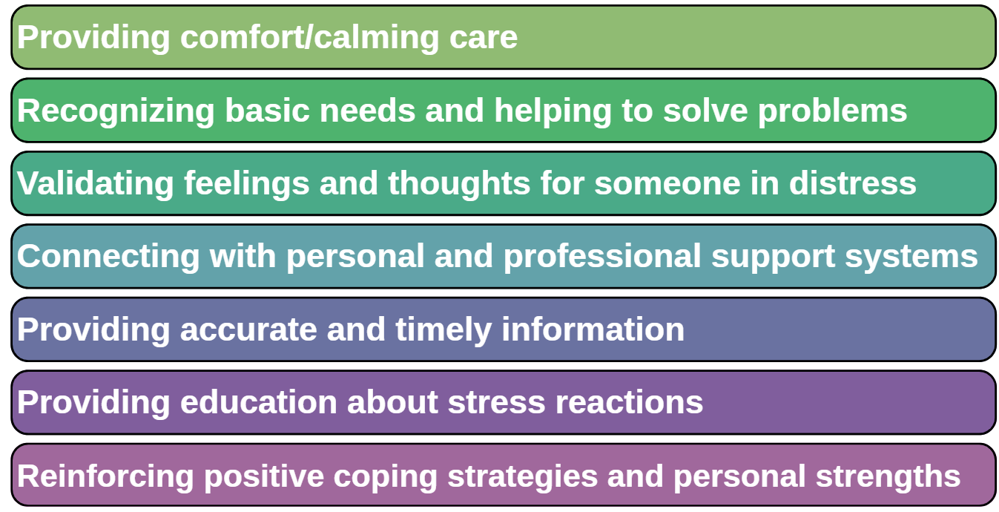 Providing comfort/calming care
Recognizing basic needs and helping to solve problems
Validating feelings and thoughts for someone in distress
Connecting with personal and professional support systems
Providing accurate and timely information
Providing education about stress reactions
Reinforcing positive coping strategies and personal strengths